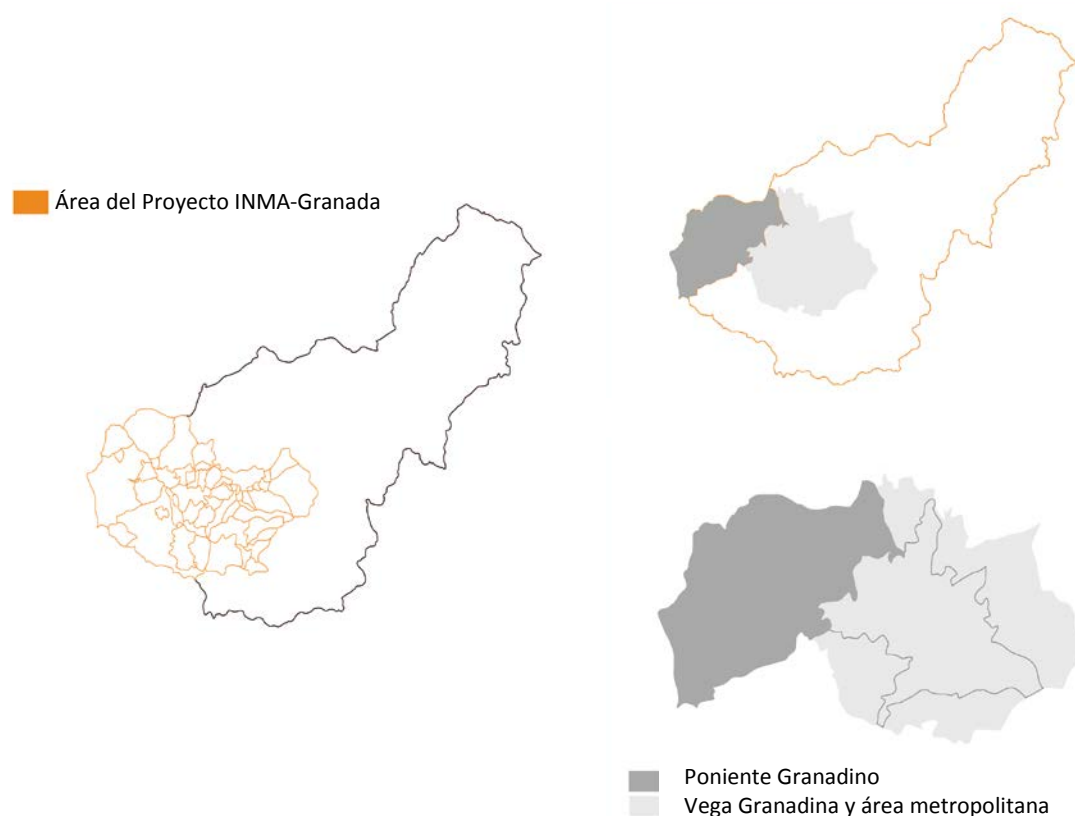 Área del Proyecto INMA-Granada
Poniente Granadino
Vega Granadina y área metropolitana